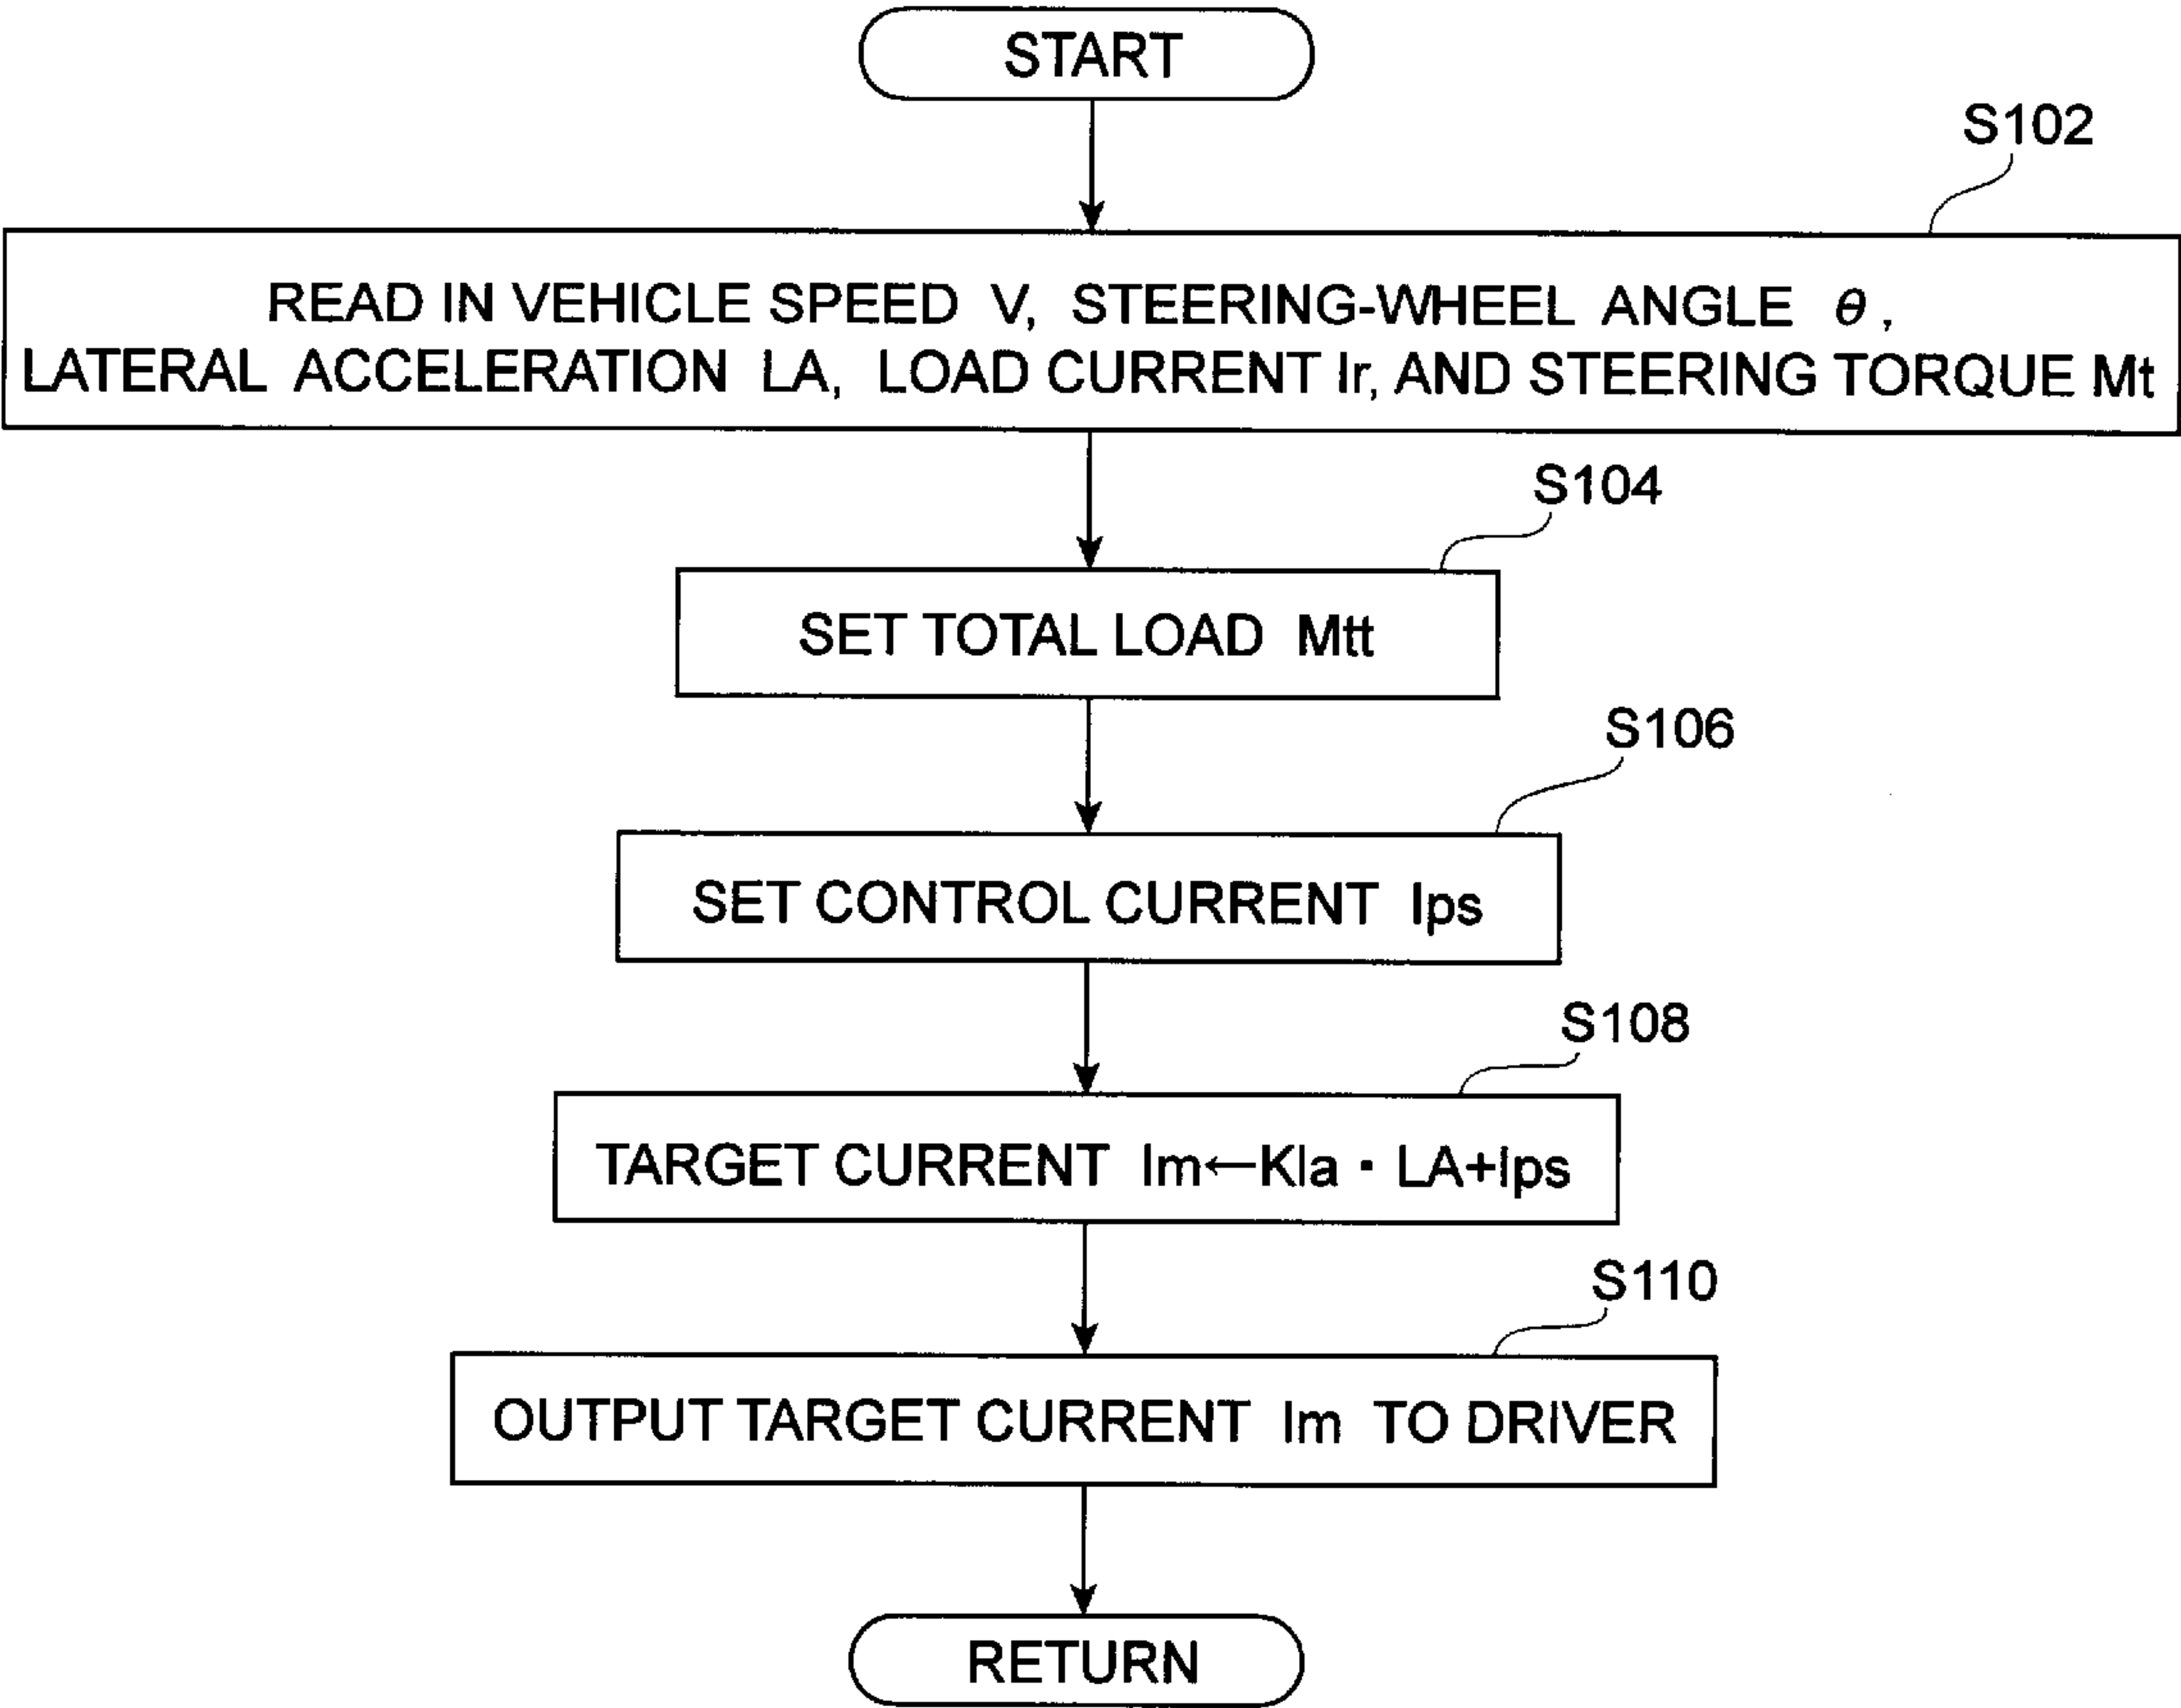 START
S102
READ IN VEHICLE SPEED V, STEERING-WHEEL ANGLE θ,
LATERAL ACCELERATION LA, LOAD CURRENT Ir, AND STEERING TORQUE Mt
S104
SET TOTAL LOAD Mtt
S106
SET CONTROL CURRENT Ips
S108
TARGET CURRENT Im←Kla・LA+Ips
S110
OUTPUT TARGET CURRENT Im TO DRIVER
RETURN